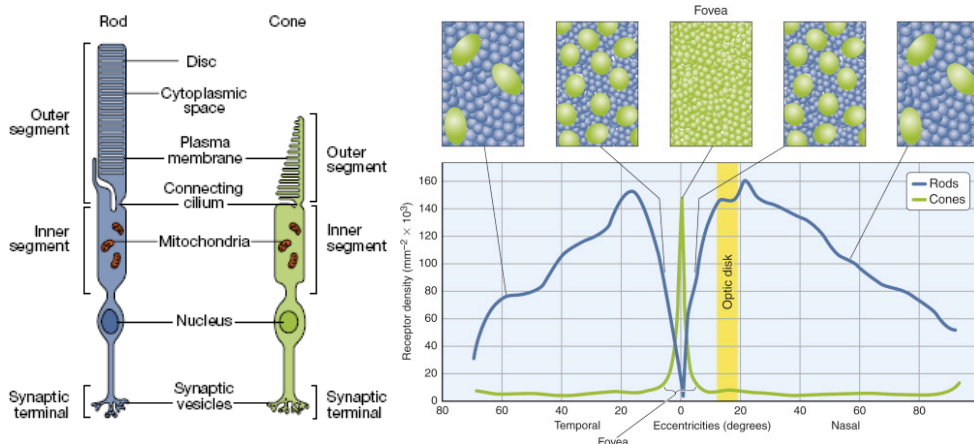 Rod
Cone
Disc
Cytoplasmic
space
Outer
segment
Plasma
membrane
Outer
segment
Connecting
cilium
Inner
segment
Mitochondria
Inner
segment
Nucleus
Synaptic
terminal
Synaptic
vesicles
Synaptic
terminal
Fovea
Receptor density (mm⁻² × 10³)
160
140
120
100
80
60
40
20
0
Rods
Cones
Optic disk
80 60 40 20 0 20 40 60 80
Temporal Eccentricities (degrees) Nasal
Fovea